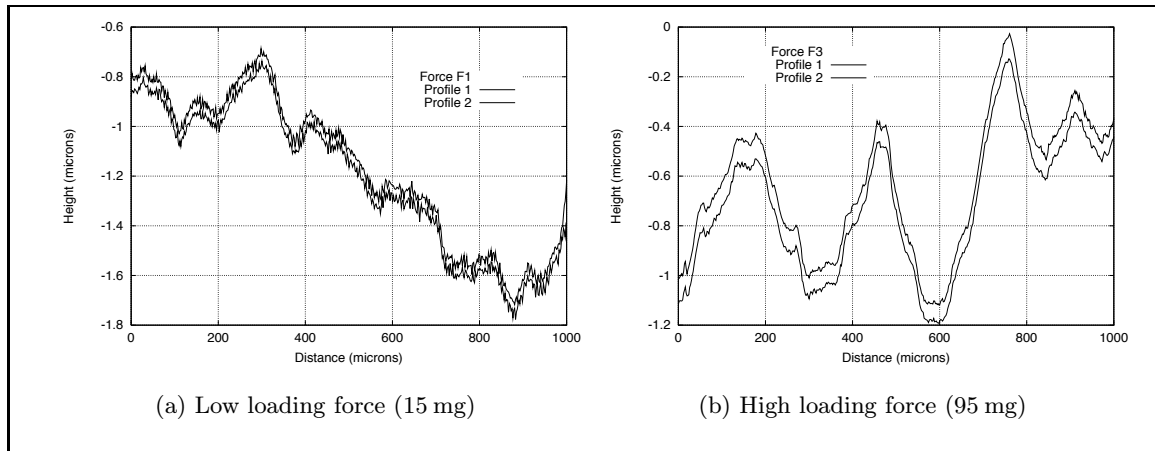 -0.6
-0.8
-1
-1.2
-1.4
-1.6
-1.8
Height (microns)
Force F1
Profile 1
Profile 2
0 200 400 600 800 1000
Distance (microns)
(a) Low loading force (15 mg)
0
-0.2
-0.4
-0.6
-0.8
-1
-1.2
Height (microns)
Force F3
Profile 1
Profile 2
0 200 400 600 800 1000
Distance (microns)
(b) High loading force (95 mg)